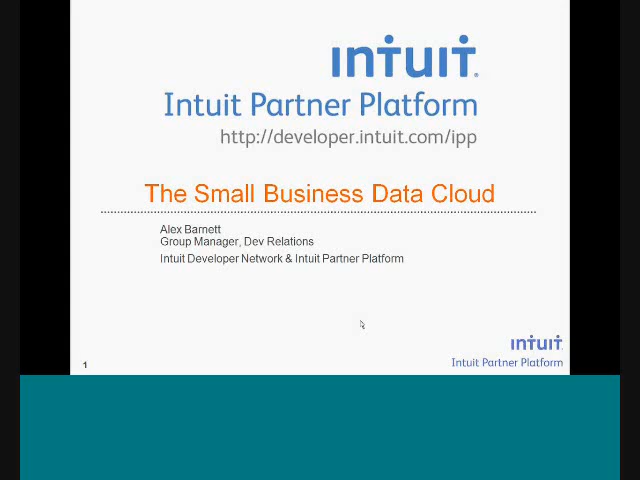 intuit
Intuit Partner Platform
http://developer.intuit.com/ipp
The Small Business Data Cloud
Alex Barnett
Group Manager, Dev Relations
Intuit Developer Network & Intuit Partner Platform
intuit
Intuit Partner Platform
1